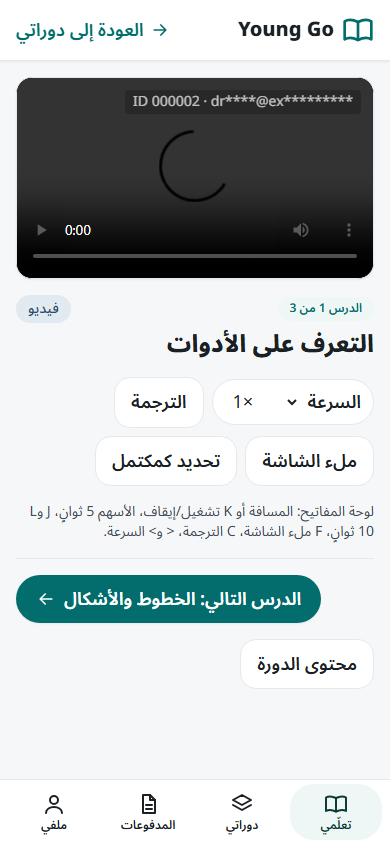 Young Go
العودة إلى دوراتي
ID 000002 · dr****@ex*********
0:00
الدرس 1 من 3
فيديو
التعرف على الأدوات
السرعة
1×
الترجمة
ملء الشاشة
تحديد كمكتمل
لوحة المفاتيح: المسافة أو K تشغيل/إيقاف، الأسهم 5 ثوانٍ، J وL
10 ثوانٍ، F ملء الشاشة، C الترجمة، < و> السرعة.
الدرس التالي: الخطوط والأشكال
محتوى الدورة
تعلّمي
دوراتي
المدفوعات
ملفي